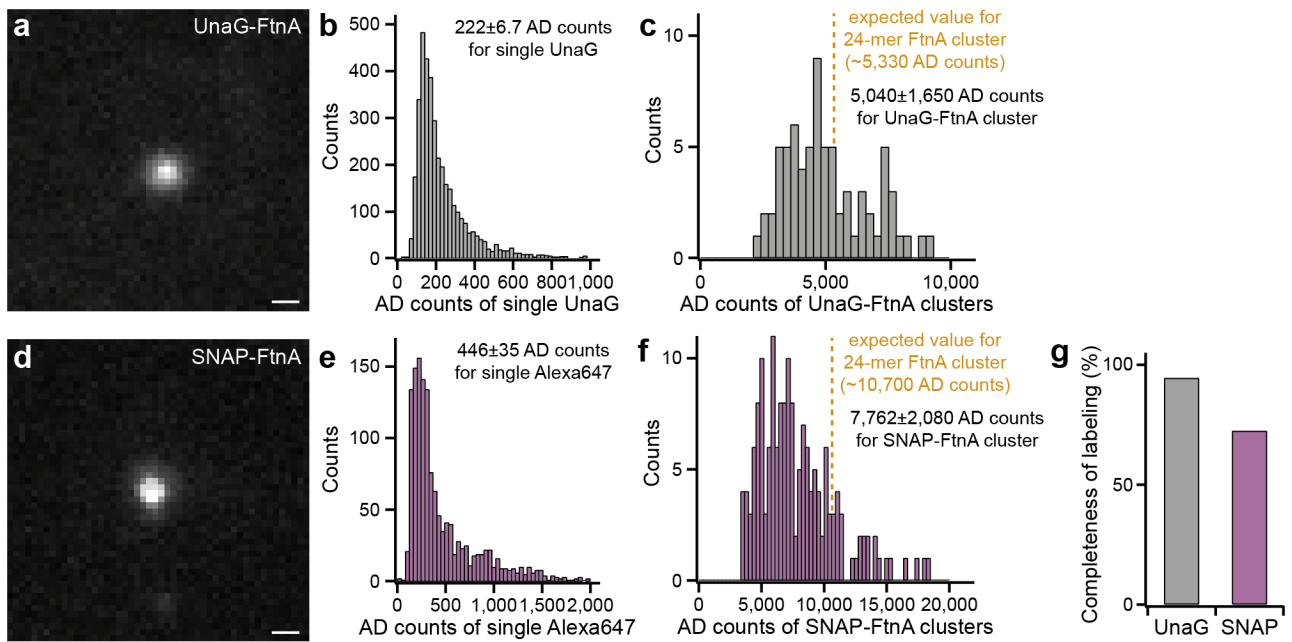 a
UnaG-FtnA
b
222±6.7 AD counts
for single UnaG
Counts
500
400
300
200
100
0
0
200
400
600
800
1,000
AD counts of single UnaG
c
expected value for
24-mer FtnA cluster
(~5,330 AD counts)
5,040±1,650 AD counts
for UnaG-FtnA cluster
Counts
10
5
0
0
5,000
10,000
AD counts of UnaG-FtnA clusters
d
SNAP-FtnA
e
446±35 AD counts
for single Alexa647
Counts
150
100
50
0
0
500
1,000
1,500
2,000
AD counts of single Alexa647
f
expected value for
24-mer FtnA cluster
(~10,700 AD counts)
7,762±2,080 AD counts
for SNAP-FtnA cluster
Counts
10
5
0
0
5,000
10,000
15,000
20,000
AD counts of SNAP-FtnA clusters
g
Completeness of labeling (%)
100
50
0
UnaG
SNAP